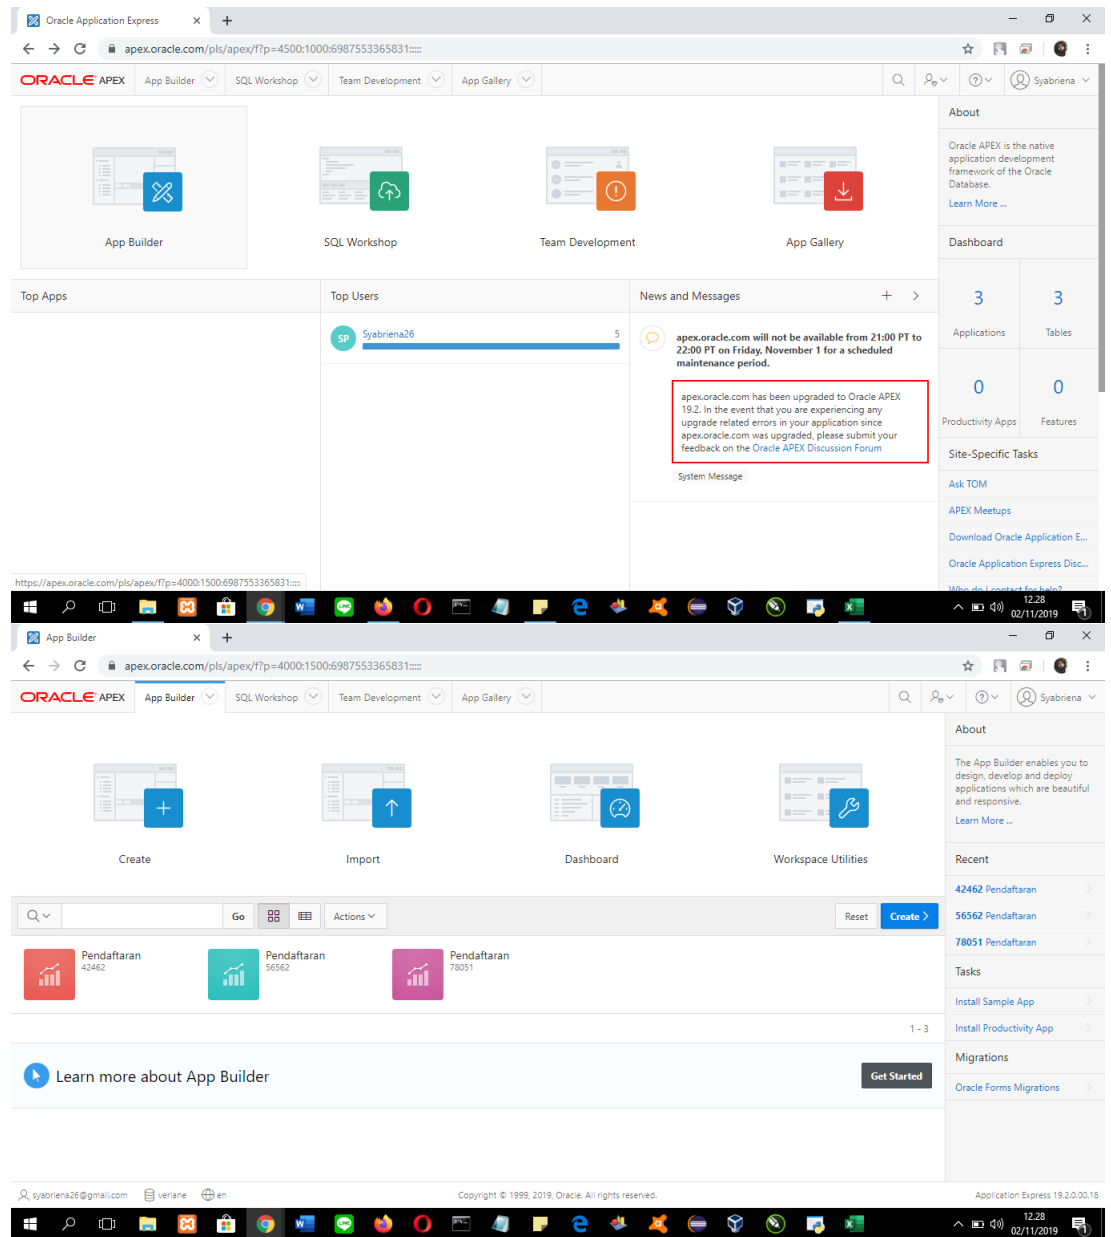 Oracle Application Express
apex.oracle.com/pls/apex/f?p=4500:1000:6987553365831:::::
ORACLE APEX App Builder SQL Workshop Team Development App Gallery Syabriena
App Builder
SQL Workshop
Team Development
App Gallery
About
Oracle APEX is the native
application development
framework of the Oracle
Database.
Learn More ...
Dashboard
3 3
Applications Tables
0 0
Productivity Apps Features
Site-Specific Tasks
Ask TOM
APEX Meetups
Download Oracle Application E...
Oracle Application Express Disc...
Who do I contact for help?
Top Apps
Top Users
SP Syabriena26 5
News and Messages
apex.oracle.com will not be available from 21:00 PT to
22:00 PT on Friday, November 1 for a scheduled
maintenance period.
apex.oracle.com has been upgraded to Oracle APEX
19.2. In the event that you are experiencing any
upgrade related errors in your application since
apex.oracle.com was upgraded, please submit your
feedback on the Oracle APEX Discussion Forum
System Message
https://apex.oracle.com/pls/apex/f?p=4000:1500:6987553365831:::::
12.28
02/11/2019
App Builder
apex.oracle.com/pls/apex/f?p=4000:1500:6987553365831:::::
ORACLE APEX App Builder SQL Workshop Team Development App Gallery Syabriena
Create
Import
Dashboard
Workspace Utilities
About
The App Builder enables you to
design, develop and deploy
applications which are beautiful
and responsive.
Learn More ...
Recent
42462 Pendaftaran
56562 Pendaftaran
78051 Pendaftaran
Tasks
Install Sample App
Install Productivity App
Migrations
Oracle Forms Migrations
Go Actions Reset Create
Pendaftaran
42462
Pendaftaran
56562
Pendaftaran
78051
1 - 3
Learn more about App Builder Get Started
syabriena26@gmail.com veriane en Copyright © 1999, 2019, Oracle. All rights reserved. Application Express 19.2.0.00.18
12.28
02/11/2019